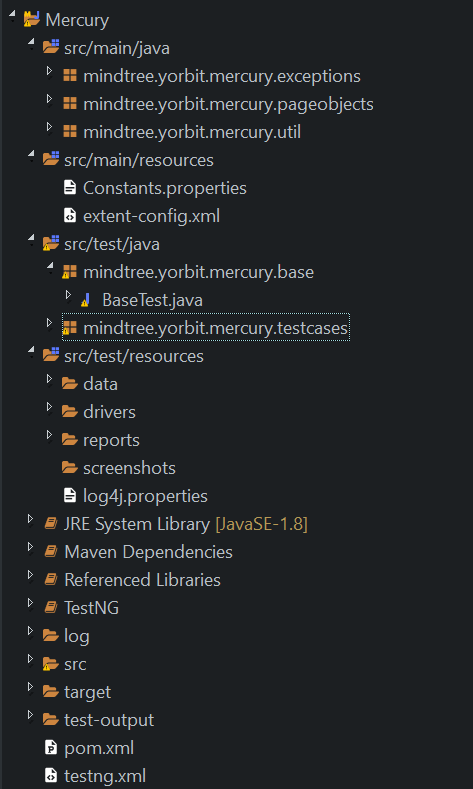 Mercury
src/main/java
mindtree.yorbit.mercury.exceptions
mindtree.yorbit.mercury.pageobjects
mindtree.yorbit.mercury.util
src/main/resources
Constants.properties
extent-config.xml
src/test/java
mindtree.yorbit.mercury.base
BaseTest.java
mindtree.yorbit.mercury.testcases
src/test/resources
data
drivers
reports
screenshots
log4j.properties
JRE System Library [JavaSE-1.8]
Maven Dependencies
Referenced Libraries
TestNG
log
src
target
test-output
pom.xml
testng.xml